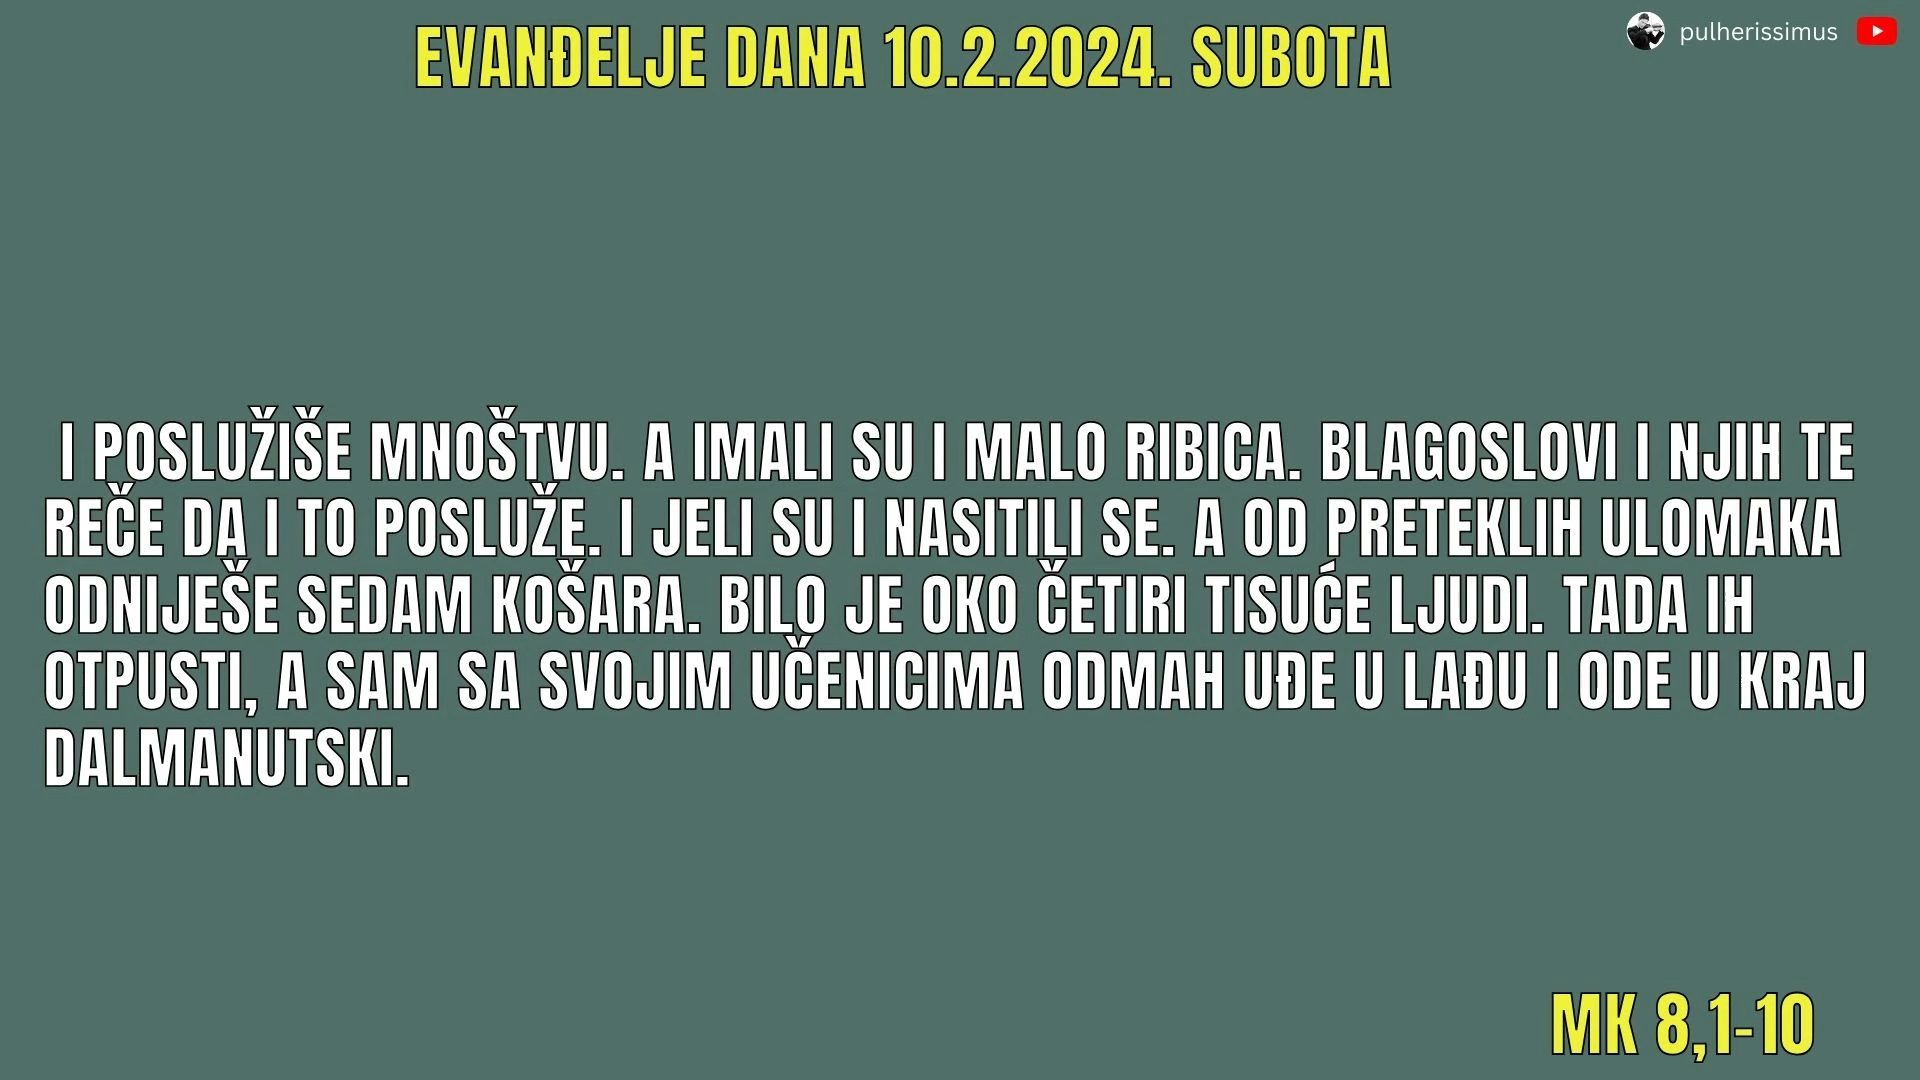 EVANĐELJE DANA 10.2.2024. SUBOTA
pulherissimus
I POSLUŽIŠE MNOŠTVU. A IMALI SU I MALO RIBICA. BLAGOSLOVI I NJIH TE
REČE DA I TO POSLUŽE. I JELI SU I NASITILI SE. A OD PRETEKLIH ULOMAKA
ODNIJEŠE SEDAM KOŠARA. BILO JE OKO ČETIRI TISUĆE LJUDI. TADA IH
OTPUSTI, A SAM SA SVOJIM UČENICIMA ODMAH UĐE U LAĐU I ODE U KRAJ
DALMANUTSKI.
MK 8,1-10